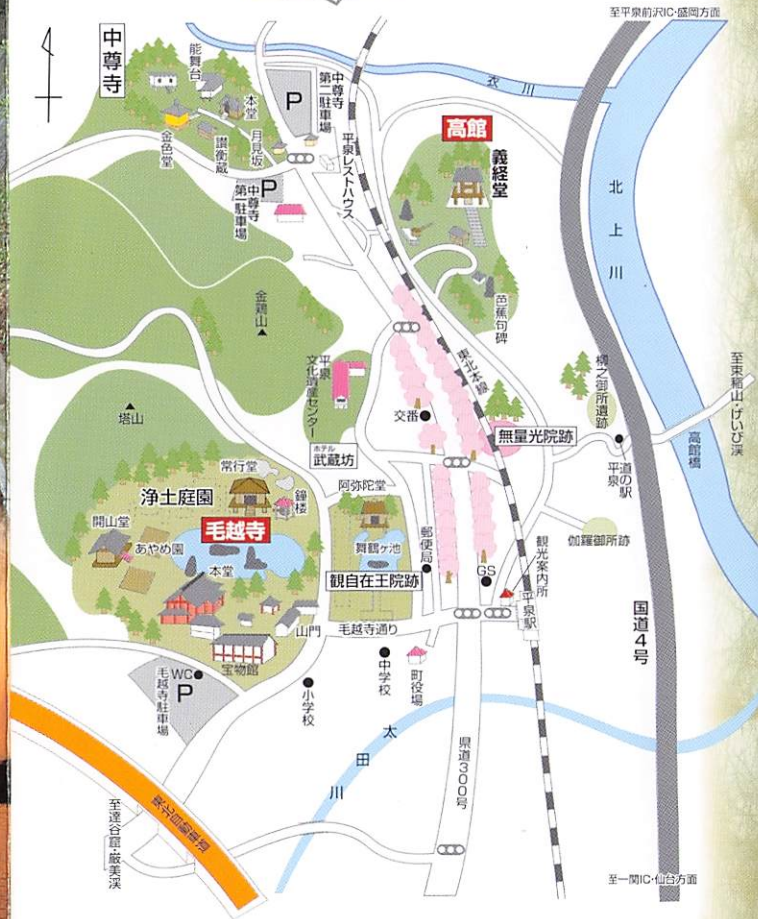 至平泉前沢IC・盛岡方面
中尊寺
能舞台
本堂
金色堂
讃衡蔵
月見坂
P
中尊寺
第二駐車場
P
中尊寺
第一駐車場
平泉レストハウス
衣川
高館
義経堂
芭蕉句碑
北上川
金鶏山
平泉
文化遺産センター
東北本線
柳之御所遺跡
至束稲山・げいび渓
塔山
交番
無量光院跡
道の駅
平泉
高館橋
ホテル
武蔵坊
常行堂
浄土庭園
鐘楼
阿弥陀堂
開山堂
あやめ園
毛越寺
本堂
舞鶴ヶ池
観自在王院跡
郵便局
GS
観光案内所
伽羅御所跡
平泉駅
国道4号
山門
毛越寺通り
宝物館
WC
P
毛越寺駐車場
小学校
中学校
町役場
太田川
県道300号
東北自動車道
至達谷窟・厳美渓
至一関IC・仙台方面